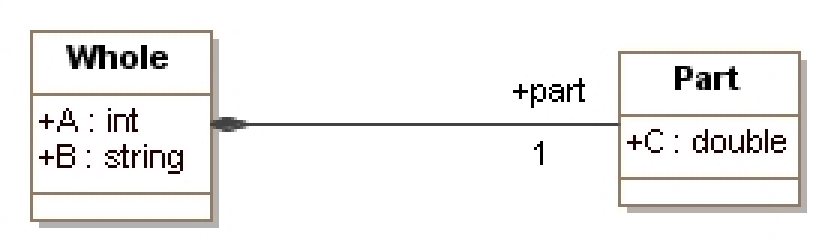 Whole
+A : int
+B : string
+part
1
Part
+C : double